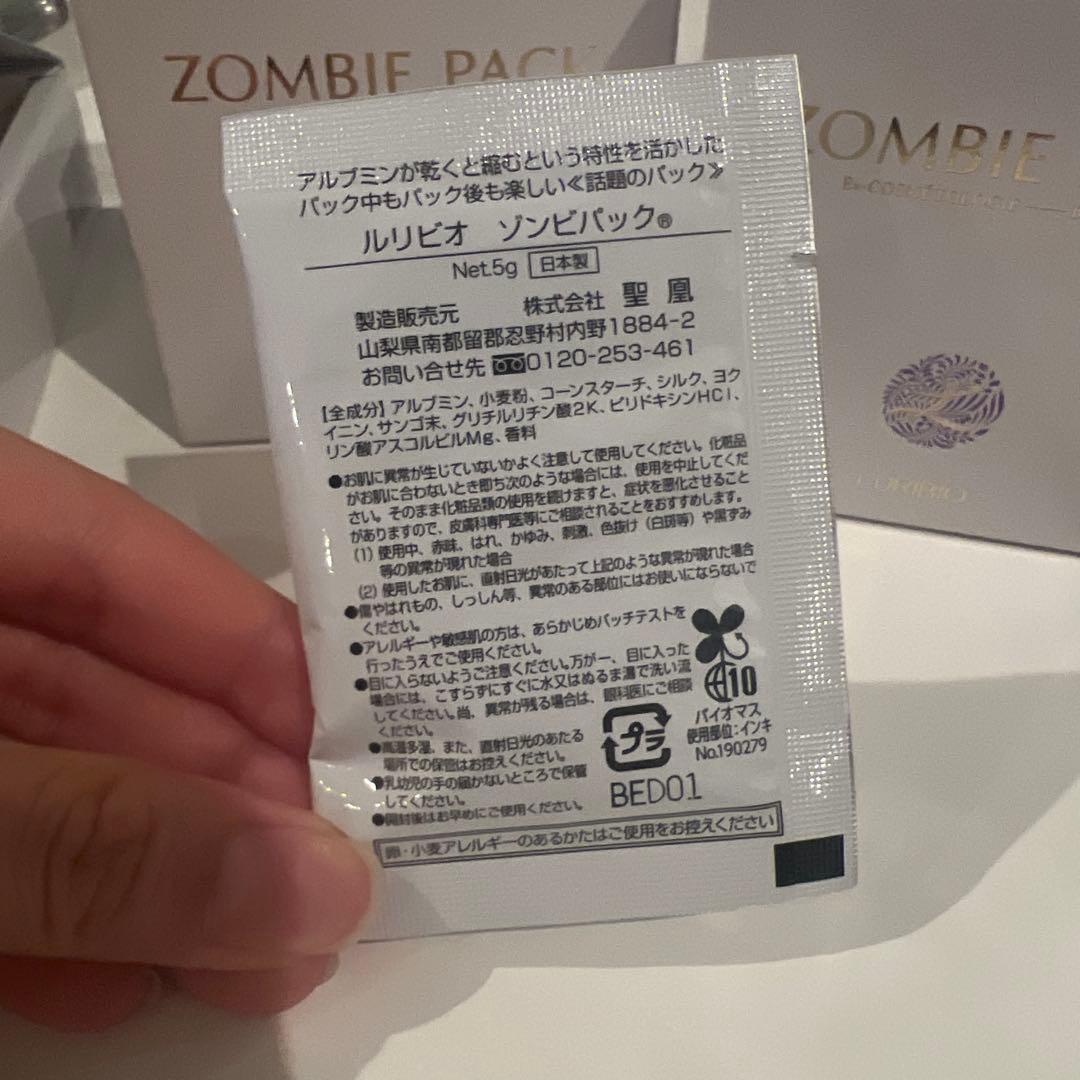 ZOMBIE PACK
ZOMBIE
アルブミンが乾くと縮むという特性を活かした
パック中もパック後も楽しい≪話題のパック≫
ルリビオ ゾンビパック®
Net.5g 日本製
製造販売元 株式会社 聖凰
山梨県南都留郡忍野村内野1884-2
お問い合せ先 0120-253-461
【全成分】アルブミン、小麦粉、コーンスターチ、シルク、ヨク
イニン、サンゴ末、グリチルリチン酸2K、ピリドキシンHCl、
リン酸アスコルビルMg、香料
●お肌に異常が生じていないかよく注意して使用してください。化粧品
がお肌に合わないとき即ち次のような場合には、使用を中止してくだ
さい。そのまま化粧品類の使用を続けますと、症状を悪化させること
がありますので、皮膚科専門医等にご相談されることをおすすめします。
(1) 使用中、赤味、はれ、かゆみ、刺激、色抜け（白斑等）や黒ずみ
等の異常が現れた場合
(2) 使用したお肌に、直射日光があたって上記のような異常が現れた場合
●傷やはれもの、しっしん等、異常のある部位にはお使いにならないで
ください。
●アレルギーや敏感肌の方は、あらかじめパッチテストを
行ったうえでご使用ください。
●目に入らないようご注意ください。万が一、目に入った
場合には、こすらずにすぐに水又はぬるま湯で洗い流
してください。尚、異常が残る場合は、眼科医にご相談
ください。
●高温多湿、また、直射日光のあたる
場所での保管はお控えください。
●乳幼児の手の届かないところで保管
してください。
●開封後はお早めにご使用ください。
10
バイオマス
使用部位:インキ
No.190279
プラ
BED01
卵・小麦アレルギーのあるかたはご使用をお控えください